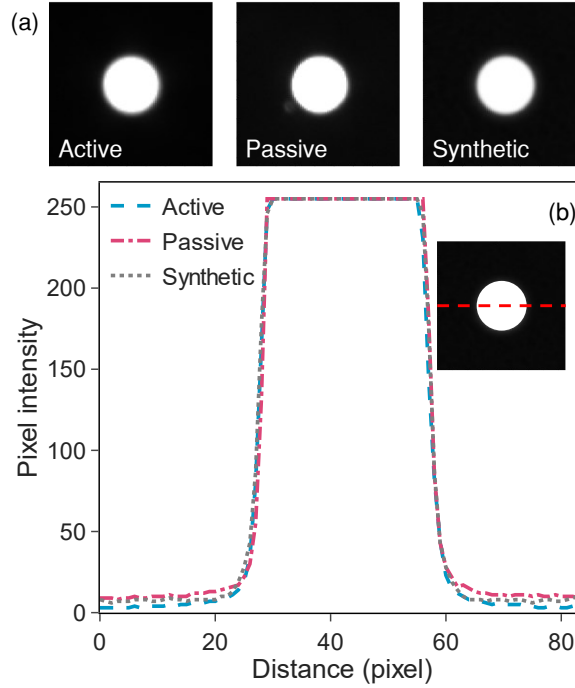 (a)
Active
Passive
Synthetic
(b)
Active
Passive
Synthetic
Pixel intensity
250
200
150
100
50
0
0
20
40
60
80
Distance (pixel)